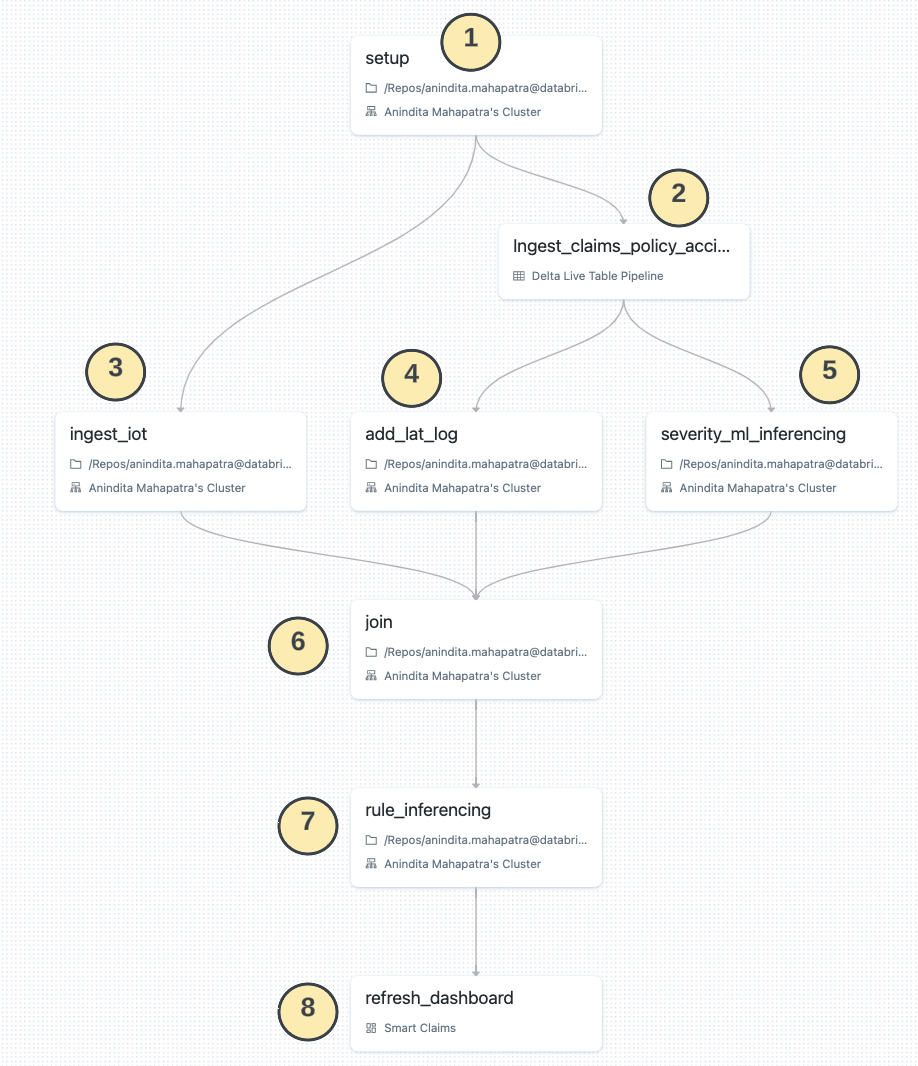 1
setup
/Repos/anindita.mahapatra@databri...
Anindita Mahapatra's Cluster
2
Ingest_claims_policy_acci...
Delta Live Table Pipeline
3
ingest_iot
/Repos/anindita.mahapatra@databri...
Anindita Mahapatra's Cluster
4
add_lat_log
/Repos/anindita.mahapatra@databri...
Anindita Mahapatra's Cluster
5
severity_ml_inferencing
/Repos/anindita.mahapatra@databri...
Anindita Mahapatra's Cluster
6
join
/Repos/anindita.mahapatra@databri...
Anindita Mahapatra's Cluster
7
rule_inferencing
/Repos/anindita.mahapatra@databri...
Anindita Mahapatra's Cluster
8
refresh_dashboard
Smart Claims